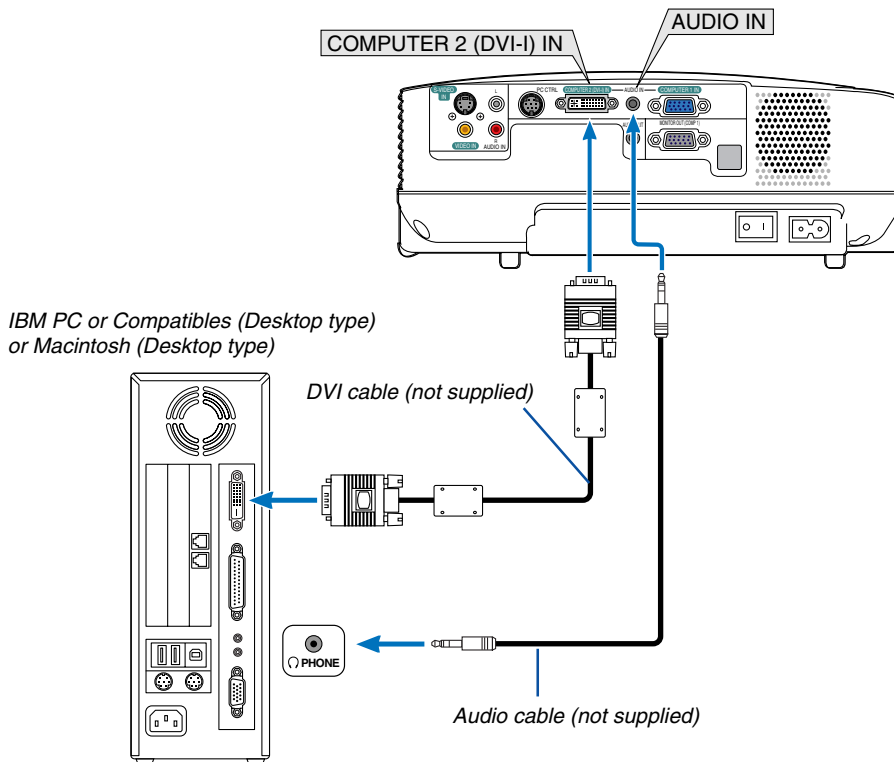 COMPUTER 2 (DVI-I) IN
AUDIO IN
S-VIDEO
IN
L
PC CTRL
COMPUTER 2 (DVI-I) IN
AUDIO IN
COMPUTER 1 IN
VIDEO IN
R
AUDIO IN
MONITOR OUT (COMP 1)
IBM PC or Compatibles (Desktop type)
or Macintosh (Desktop type)
DVI cable (not supplied)
PHONE
Audio cable (not supplied)